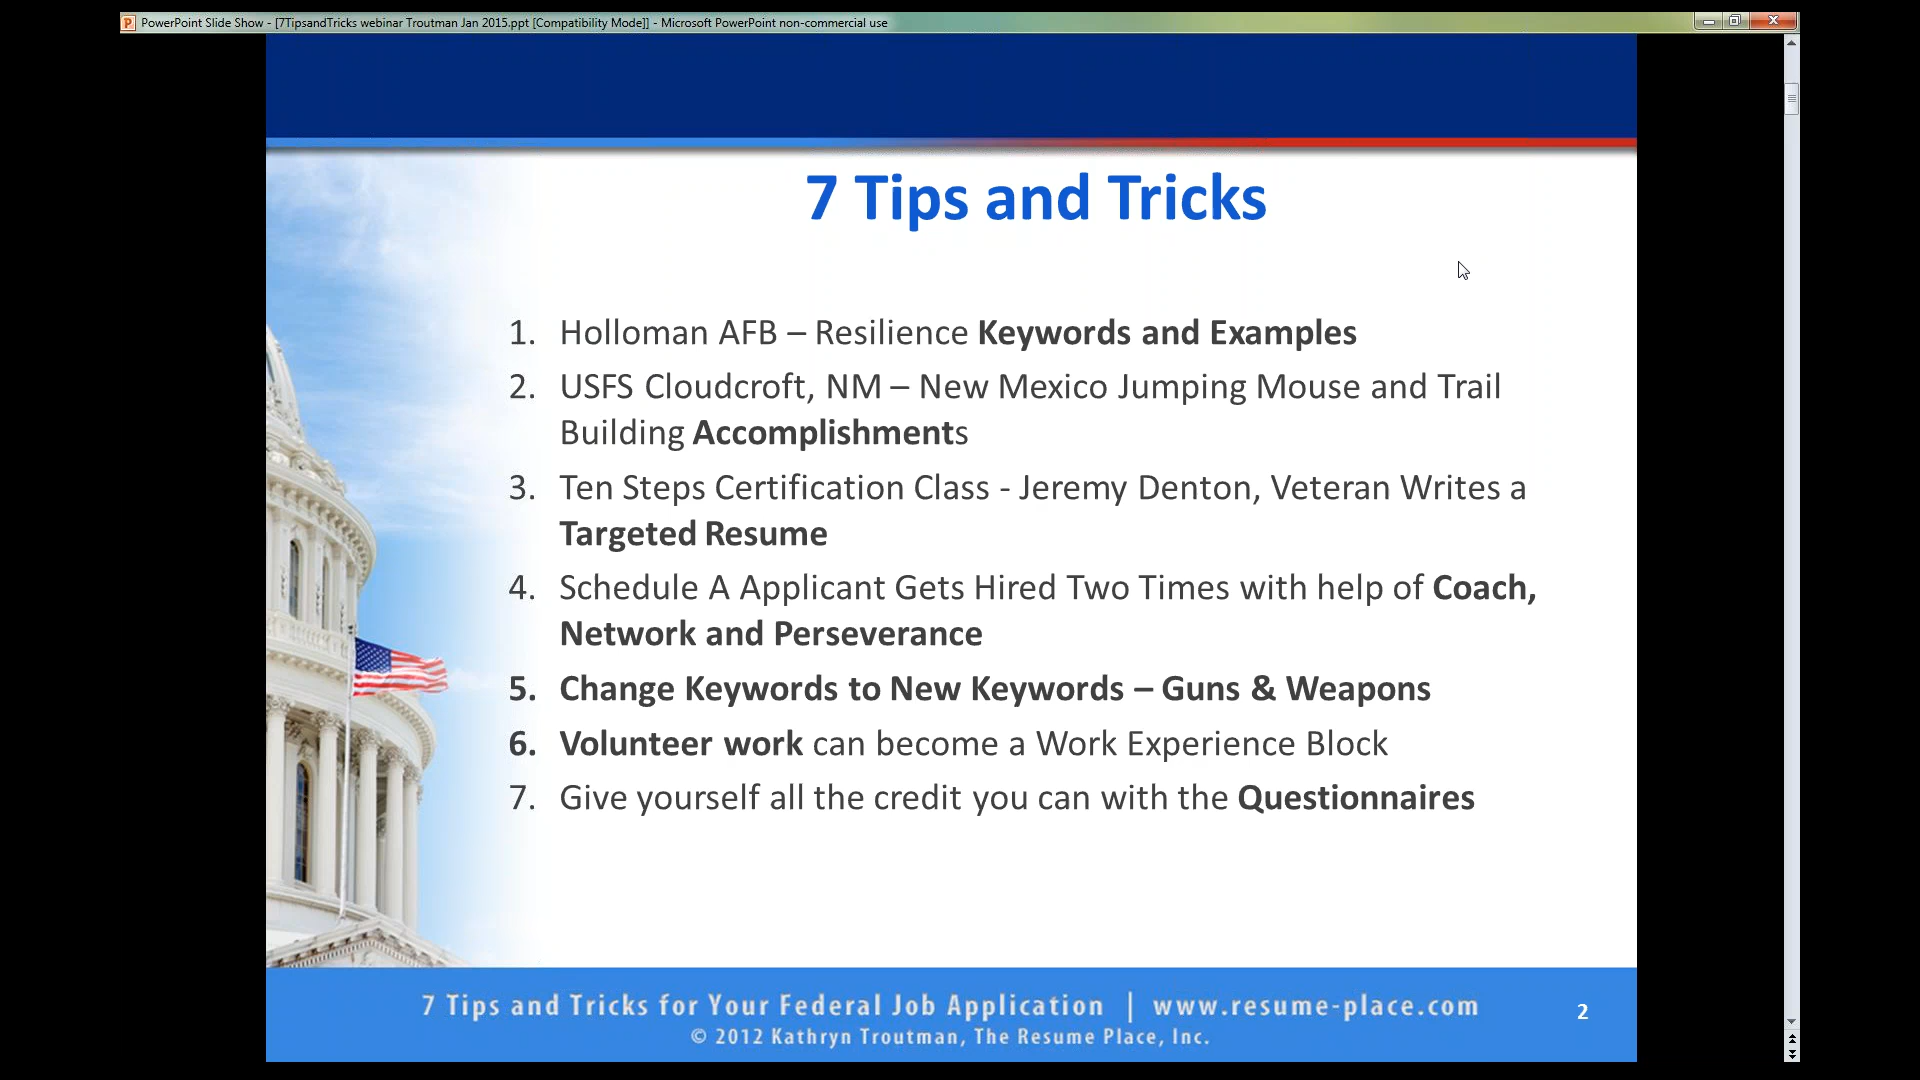 PowerPoint Slide Show - [7TipsandTricks webinar Troutman Jan 2015.ppt [Compatibility Mode]] - Microsoft PowerPoint non-commercial use
7 Tips and Tricks
1. Holloman AFB – Resilience Keywords and Examples
2. USFS Cloudcroft, NM – New Mexico Jumping Mouse and Trail
Building Accomplishments
3. Ten Steps Certification Class - Jeremy Denton, Veteran Writes a
Targeted Resume
4. Schedule A Applicant Gets Hired Two Times with help of Coach,
Network and Perseverance
5. Change Keywords to New Keywords – Guns & Weapons
6. Volunteer work can become a Work Experience Block
7. Give yourself all the credit you can with the Questionnaires
7 Tips and Tricks for Your Federal Job Application | www.resume-place.com
© 2012 Kathryn Troutman, The Resume Place, Inc.
2